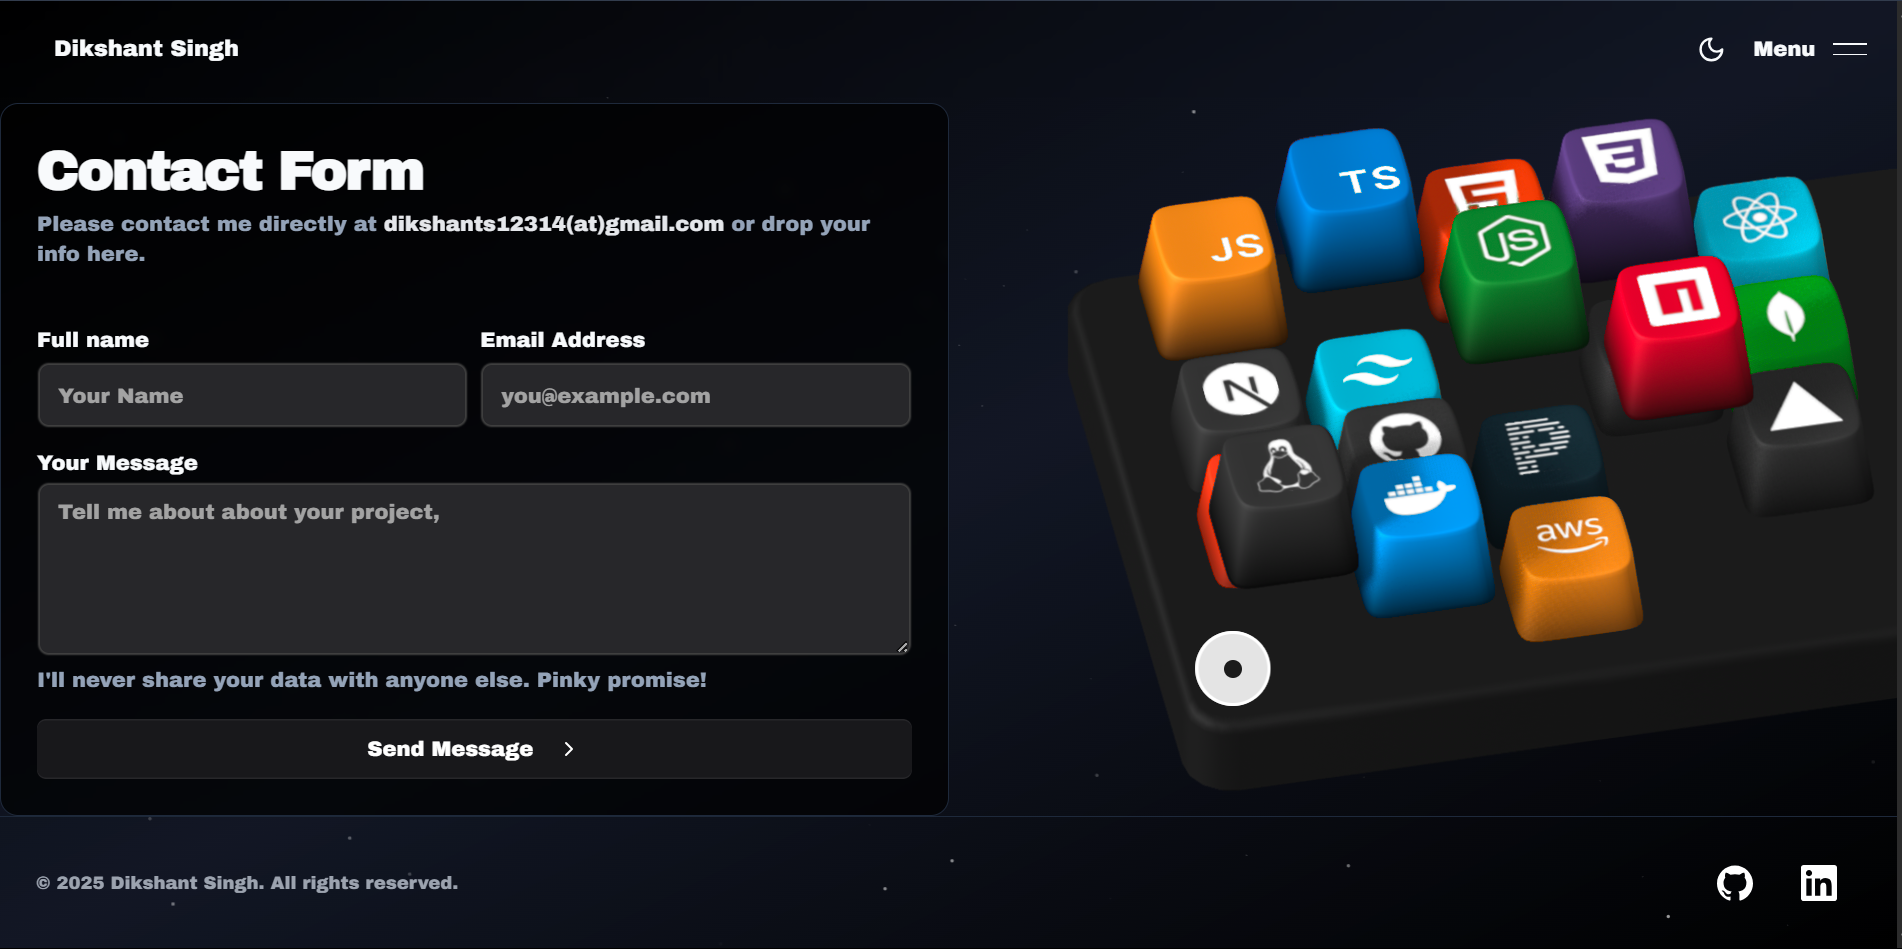 Dikshant Singh
Menu
Contact Form
Please contact me directly at dikshants12314(at)gmail.com or drop your
info here.
Full name
Email Address
Your Name
you@example.com
Your Message
Tell me about about your project,
I'll never share your data with anyone else. Pinky promise!
Send Message
TS
JS
JS
N
aws
© 2025 Dikshant Singh. All rights reserved.
in